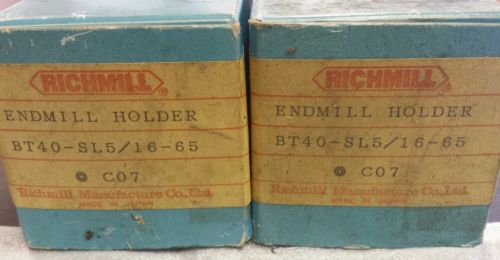 RICHMILL®
ENDMILL HOLDER
BT40-SL5/16-65
◎ C07
Richmill Manufacture Co., Ltd.
MADE IN JAPAN
RICHMILL®
ENDMILL HOLDER
BT40-SL5/16-65
◎ C07
Richmill Manufacture Co., Ltd.
MADE IN JAPAN